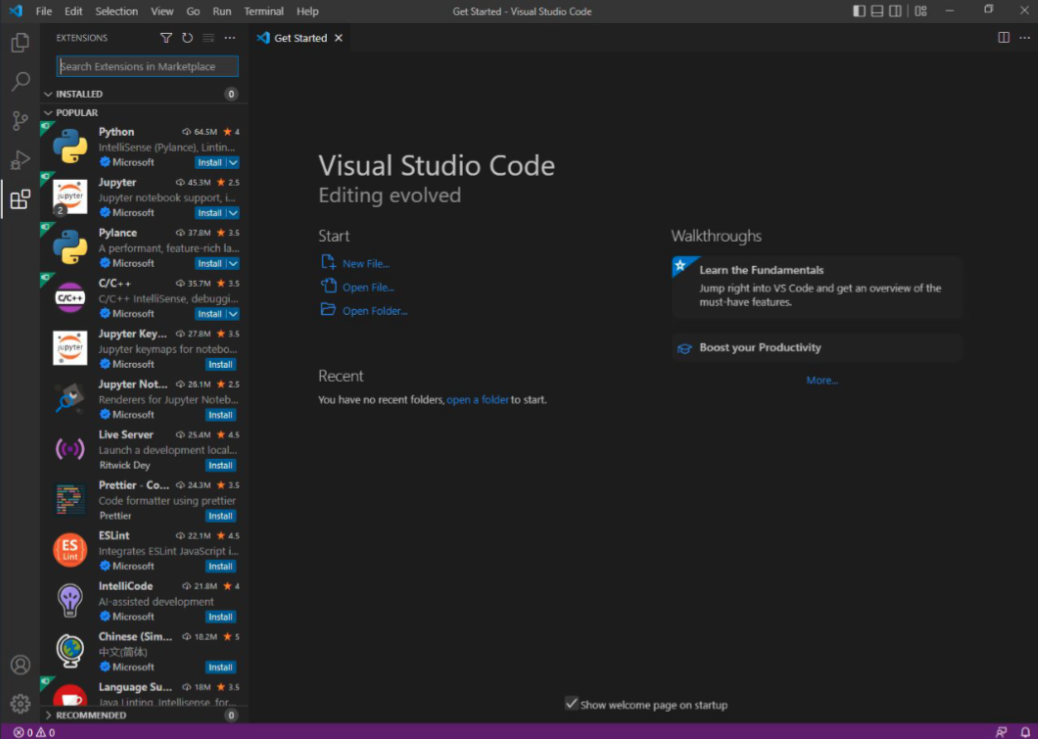 File Edit Selection View Go Run Terminal Help
Get Started - Visual Studio Code
EXTENSIONS
Search Extensions in Marketplace
INSTALLED 0
POPULAR
Python 64.5M 4
IntelliSense (Pylance), Lintin...
Microsoft Install
Jupyter 45.3M 2.5
Jupyter notebook support, i...
Microsoft Install
jupyter
2
Pylance 37.8M 3.5
A performant, feature-rich la...
Microsoft Install
C/C++ 35.7M 3.5
C/C++ IntelliSense, debuggi...
Microsoft Install
C/C++
Jupyter Key... 27.8M 3.5
Jupyter keymaps for notebo...
Microsoft Install
jupyter
Jupyter Not... 26.1M 2.5
Renderers for Jupyter Noteb...
Microsoft Install
Live Server 25.4M 4.5
Launch a development local...
Ritwick Dey Install
Prettier - Co... 24.3M 3.5
Code formatter using prettier
Prettier Install
ESLint 22.1M 4.5
Integrates ESLint JavaScript i...
Microsoft Install
ES
Lint
IntelliCode 21.8M 4
AI-assisted development
Microsoft Install
Chinese (Sim... 18.2M 5
中文(简体)
Microsoft Install
Language Su... 18M 3.5
Java Linting, Intellisense, for...
RECOMMENDED 0
Get Started
Visual Studio Code
Editing evolved
Start
New File...
Open File...
Open Folder...
Recent
You have no recent folders, open a folder to start.
Walkthroughs
Learn the Fundamentals
Jump right into VS Code and get an overview of the
must-have features.
Boost your Productivity
More...
Show welcome page on startup
0 0